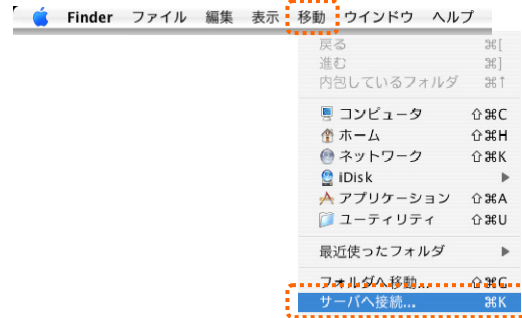 Finder ファイル 編集 表示 移動 ウインドウ ヘルプ
戻る ⌘[
進む ⌘]
内包しているフォルダ ⌘↑
コンピュータ ⇧⌘C
ホーム ⇧⌘H
ネットワーク ⇧⌘K
iDisk ▶
アプリケーション ⇧⌘A
ユーティリティ ⇧⌘U
最近使ったフォルダ ▶
フォルダへ移動... ⇧⌘G
サーバへ接続... ⌘K